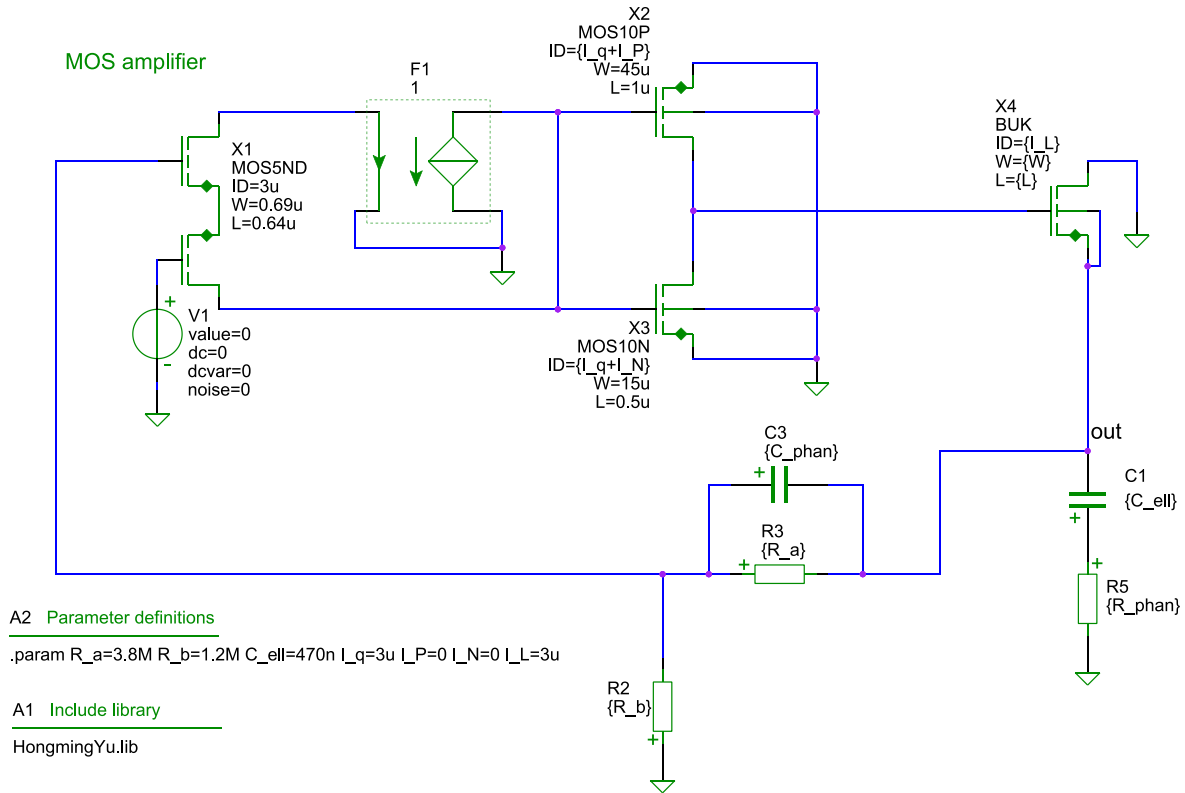 MOS amplifier
F1
1
X1
MOS5ND
ID=3u
W=0.69u
L=0.64u
V1
value=0
dc=0
dcvar=0
noise=0
X2
MOS10P
ID={I_q+I_P}
W=45u
L=1u
X3
MOS10N
ID={I_q+I_N}
W=15u
L=0.5u
X4
BUK
ID={I_L}
W={W}
L={L}
out
C3
{C_phan}
R3
{R_a}
C1
{C_ell}
R5
{R_phan}
R2
{R_b}
A2 Parameter definitions
.param R_a=3.8M R_b=1.2M C_ell=470n I_q=3u I_P=0 I_N=0 I_L=3u
A1 Include library
HongmingYu.lib